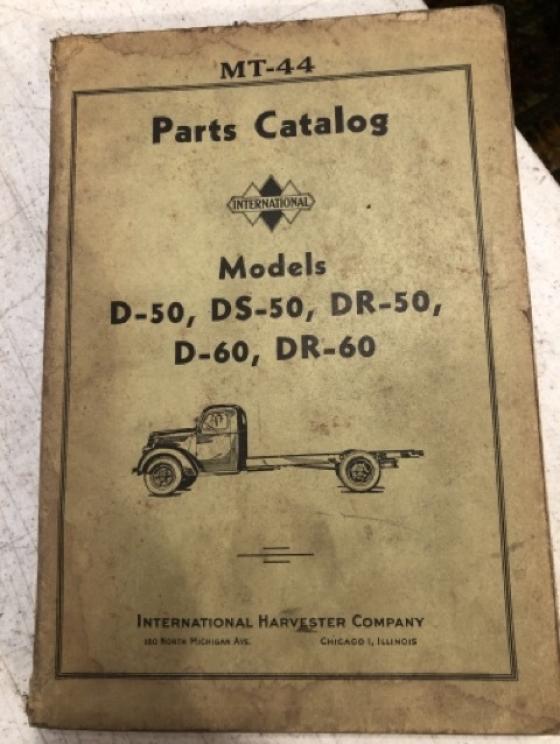 MT-44
Parts Catalog
INTERNATIONAL
Models
D-50, DS-50, DR-50,
D-60, DR-60
INTERNATIONAL HARVESTER COMPANY
180 NORTH MICHIGAN AVE. CHICAGO 1, ILLINOIS